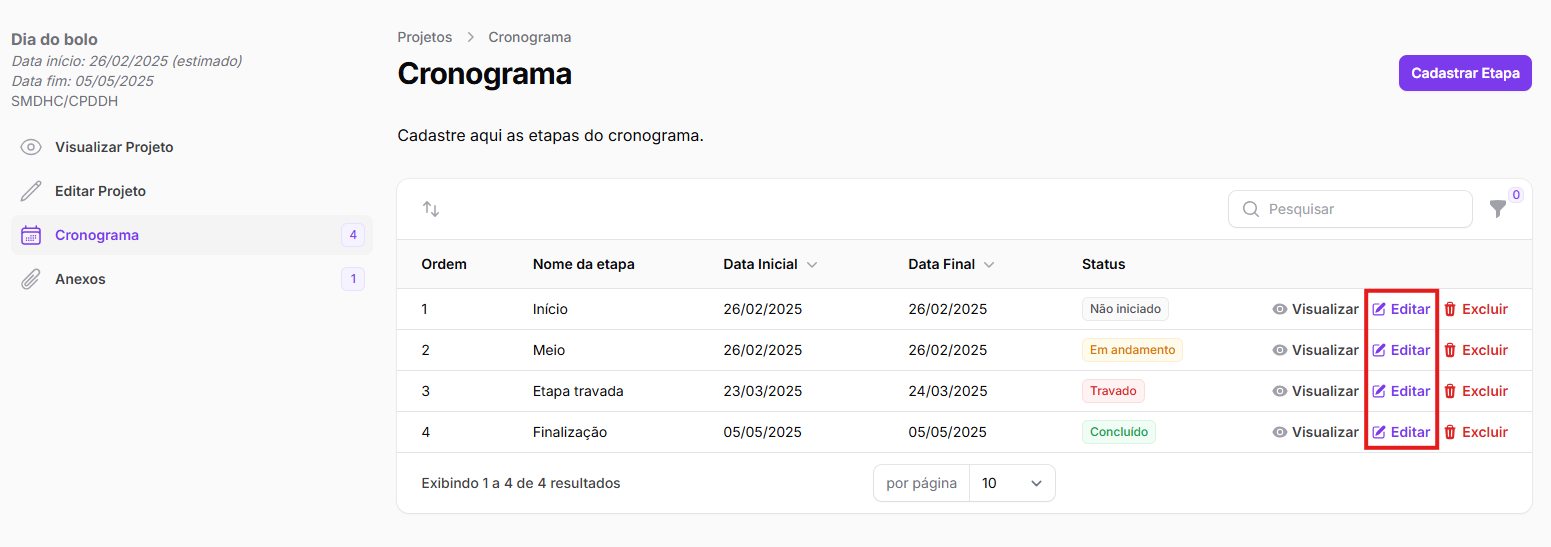 Dia do bolo
Data início: 26/02/2025 (estimado)
Data fim: 05/05/2025
SMDHC/CPDDH
Visualizar Projeto
Editar Projeto
Cronograma 4
Anexos 1
Projetos > Cronograma
Cronograma
Cadastrar Etapa
Cadastre aqui as etapas do cronograma.
Pesquisar
0
Ordem Nome da etapa Data Inicial Data Final Status
1 Início 26/02/2025 26/02/2025 Não iniciado Visualizar Editar Excluir
2 Meio 26/02/2025 26/02/2025 Em andamento Visualizar Editar Excluir
3 Etapa travada 23/03/2025 24/03/2025 Travado Visualizar Editar Excluir
4 Finalização 05/05/2025 05/05/2025 Concluído Visualizar Editar Excluir
Exibindo 1 a 4 de 4 resultados por página 10